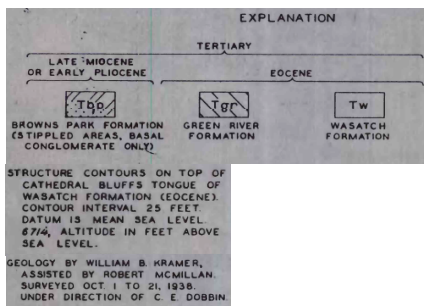 EXPLANATION
TERTIARY
LATE MIOCENE
OR EARLY PLIOCENE
EOCENE
Tbp
Tgr
Tw
BROWNS PARK FORMATION
(STIPPLED AREAS, BASAL
CONGLOMERATE ONLY)
GREEN RIVER
FORMATION
WASATCH
FORMATION
STRUCTURE CONTOURS ON TOP OF
CATHEDRAL BLUFFS TONGUE OF
WASATCH FORMATION (EOCENE).
CONTOUR INTERVAL 25 FEET.
DATUM IS MEAN SEA LEVEL.
6714, ALTITUDE IN FEET ABOVE
SEA LEVEL.
GEOLOGY BY WILLIAM B. KRAMER,
ASSISTED BY ROBERT MCMILLAN.
SURVEYED OCT. 1 TO 21, 1938.
UNDER DIRECTION OF C. E. DOBBIN.